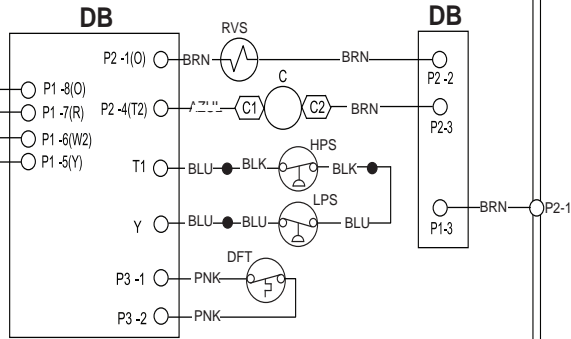 DB
DB
RVS
P2 -1(O)
BRN
BRN
P2 -2
C
P1 -8(O)
P1 -7(R)
P2 -4(T2)
AZUL
C1
C2
BRN
P2-3
P1 -6(W2)
P1 -5(Y)
HPS
T1
BLU
BLK
BLK
LPS
Y
BLU
BLU
BLU
P1-3
BRN
P2-1
DFT
P3 -1
PNK
P3 -2
PNK